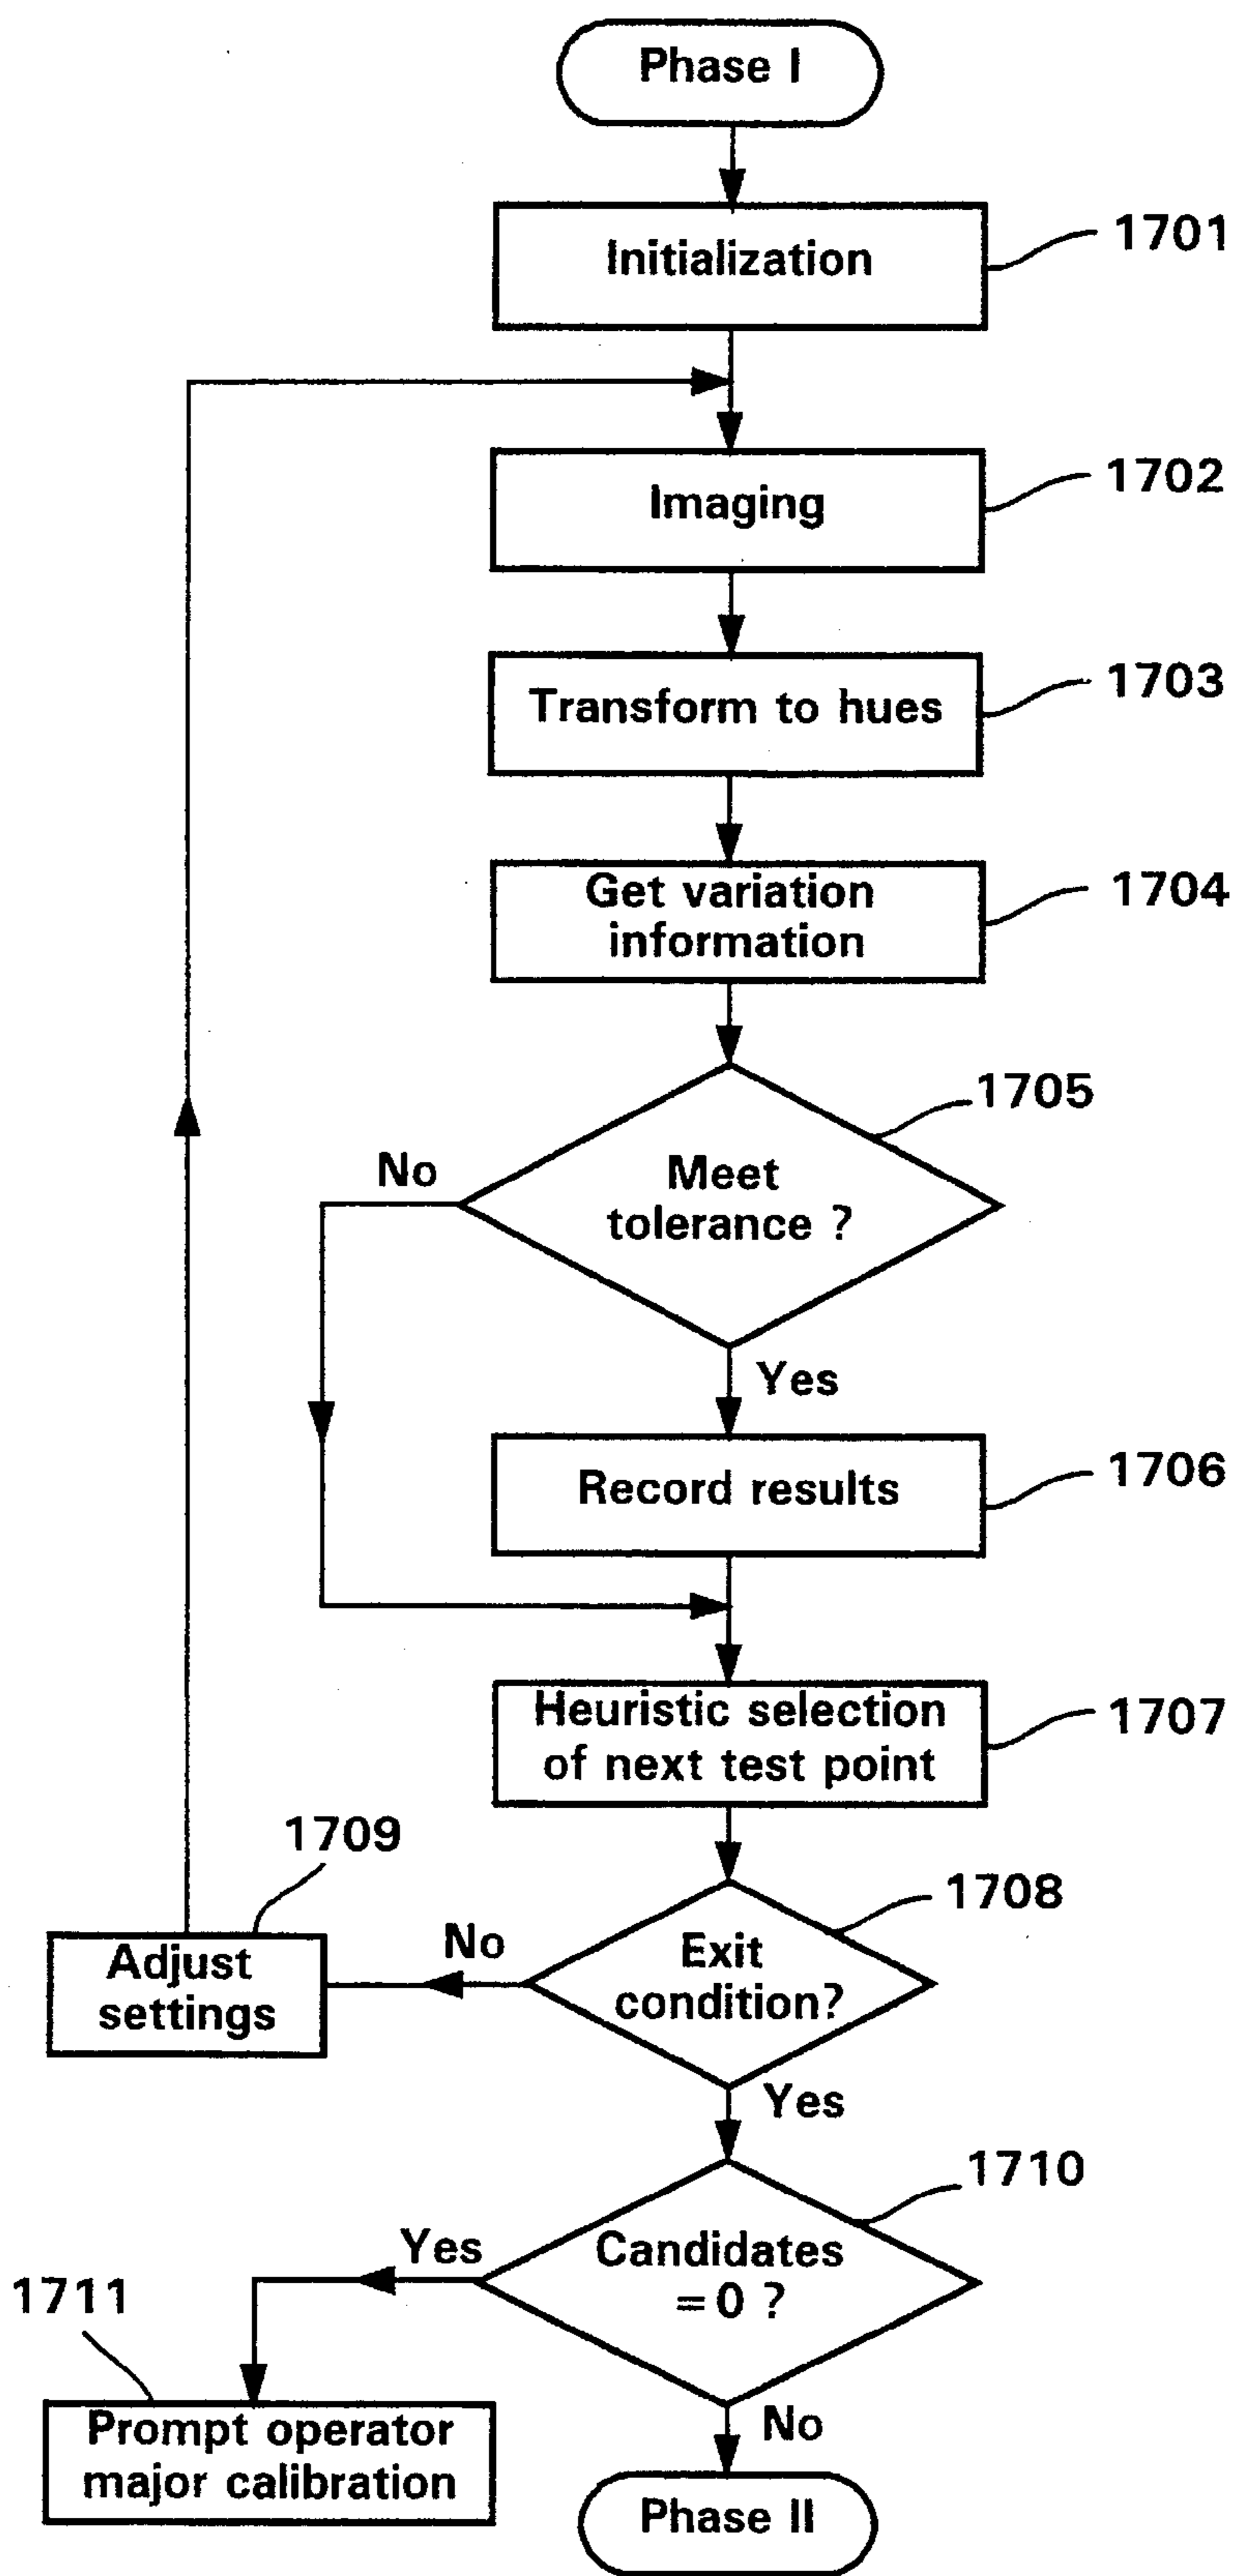 Phase I
Initialization
1701
Imaging
1702
Transform to hues
1703
Get variation
information
1704
1705
Meet
tolerance ?
No
Yes
Record results
1706
Heuristic selection
of next test point
1707
1709
1708
Adjust
settings
No
Exit
condition?
Yes
1710
Candidates
= 0 ?
Yes
1711
Prompt operator
major calibration
No
Phase II